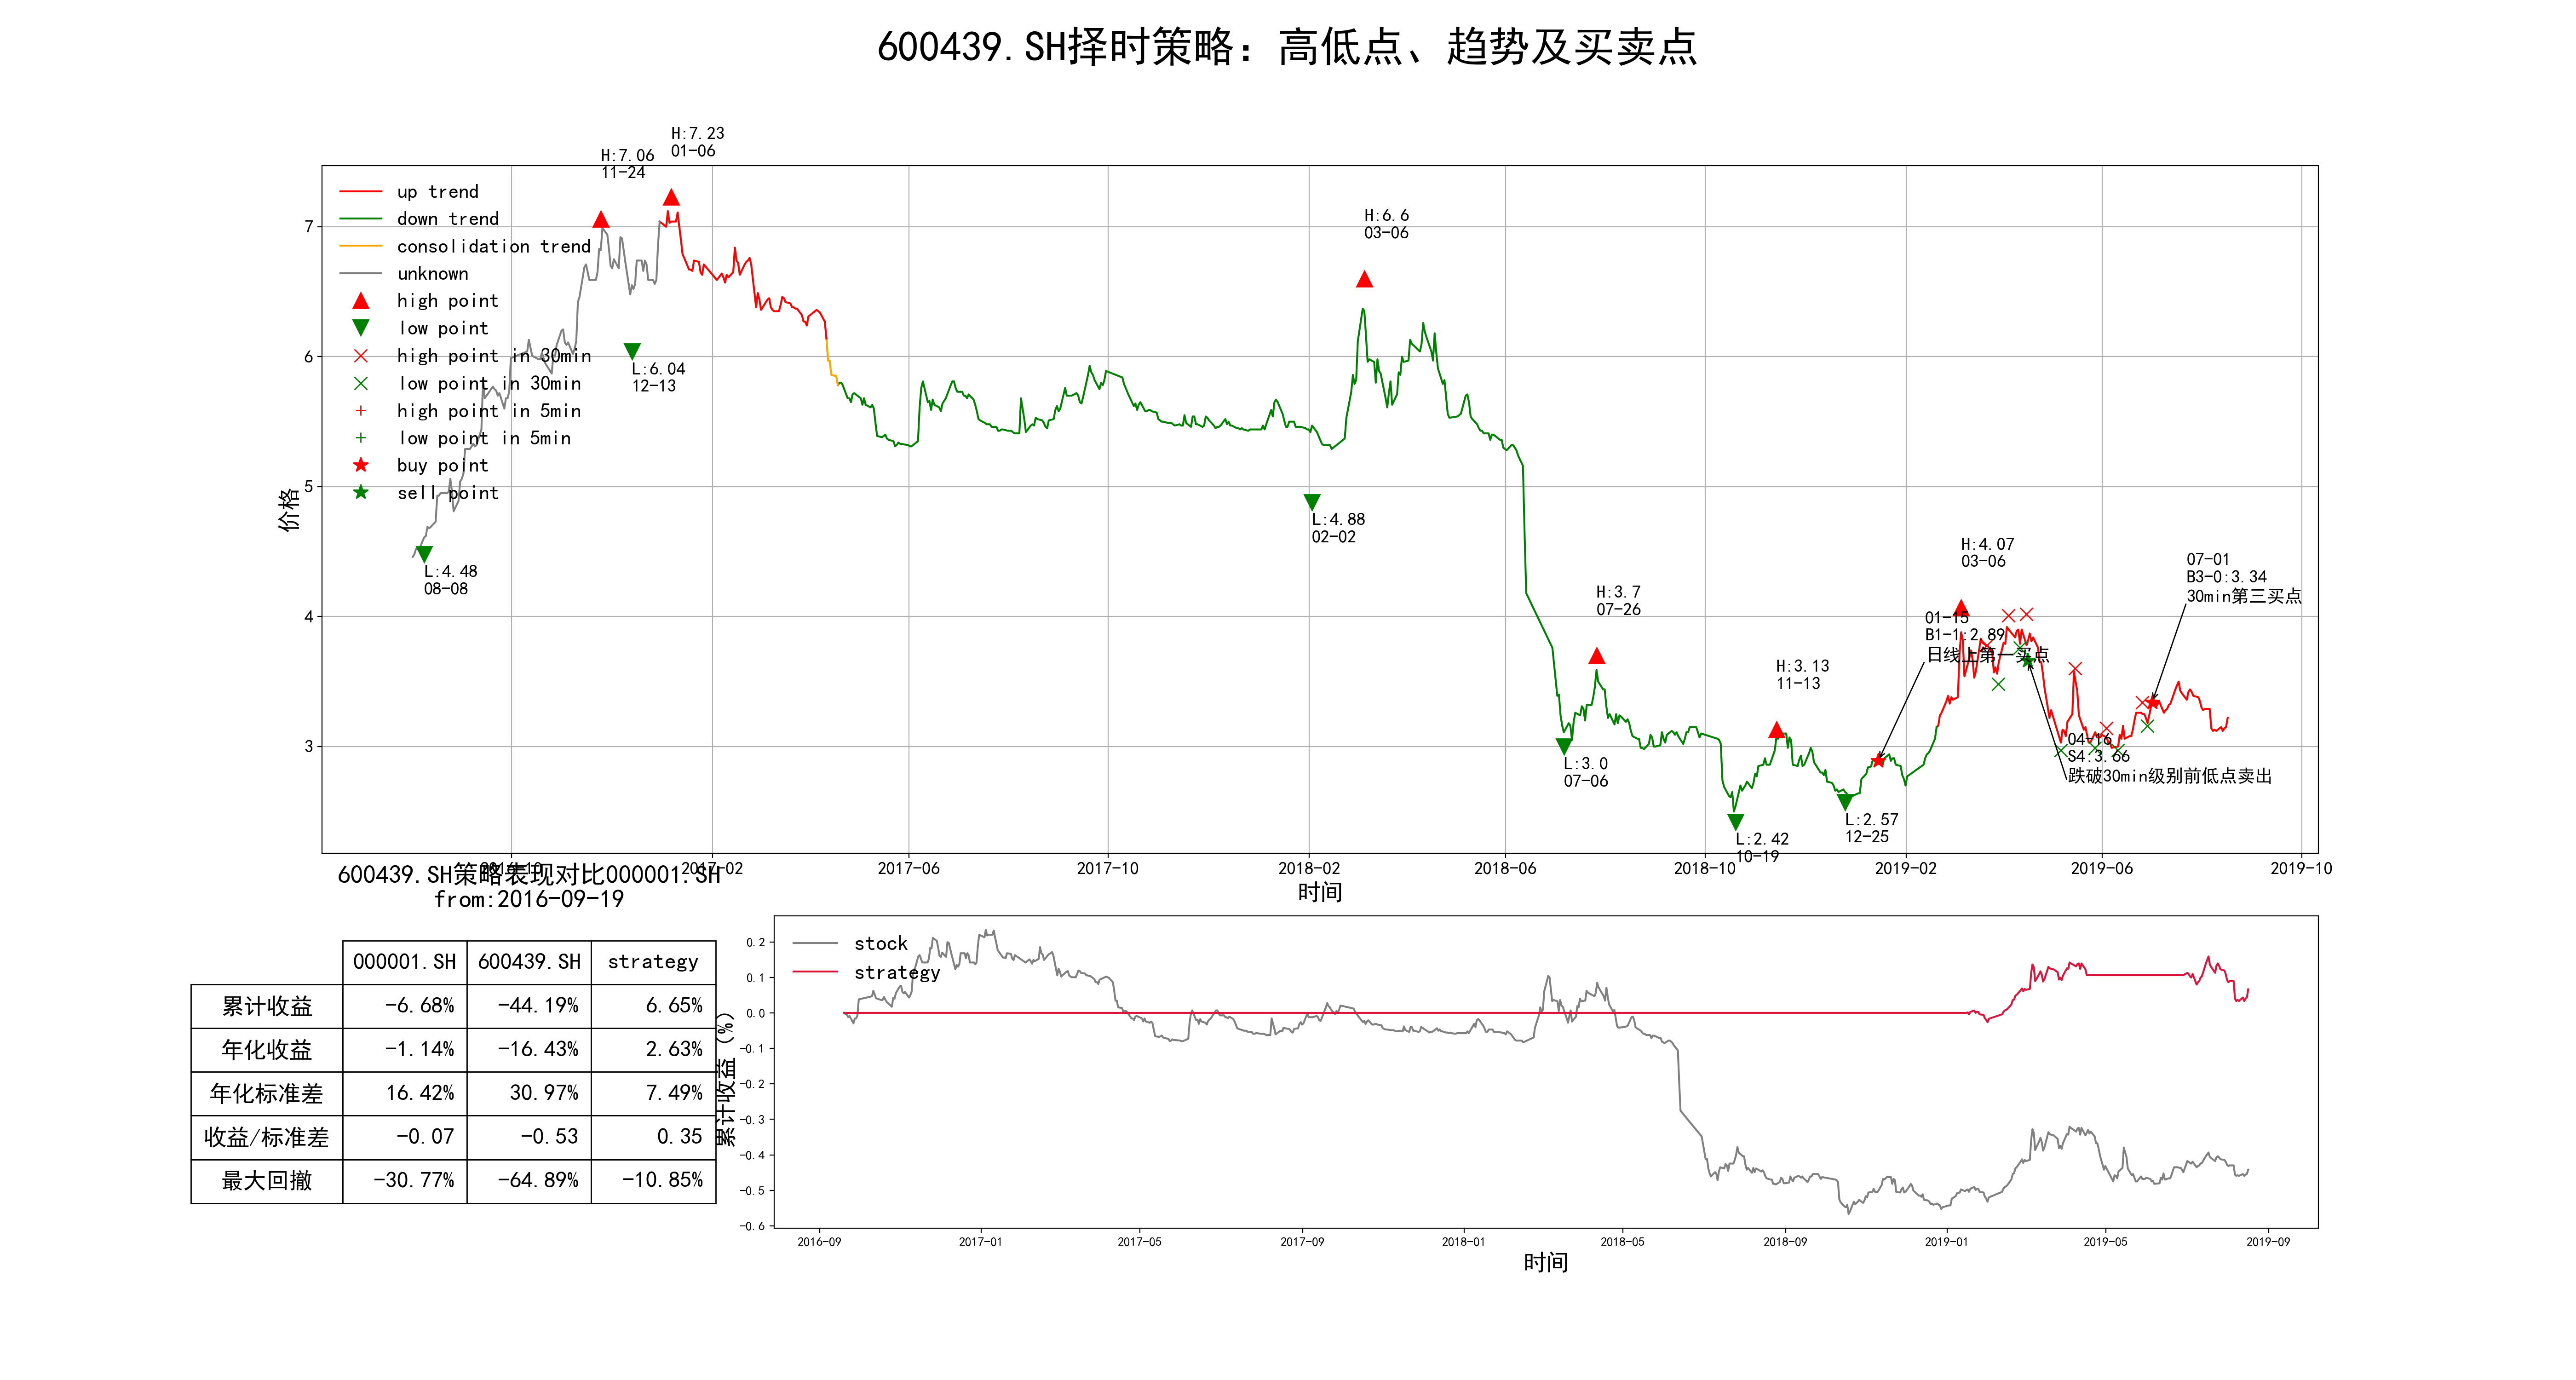 600439.SH择时策略：高低点、趋势及买卖点
H:7.23
01-06
H:7.06
11-24
up trend
down trend
consolidation trend
unknown
high point
low point
high point in 30min
low point in 30min
high point in 5min
low point in 5min
buy point
sell point
L:4.48
08-08
L:6.04
12-13
H:6.6
03-06
L:4.88
02-02
H:3.7
07-26
L:3.0
07-06
H:3.13
11-13
L:2.42
10-19
L:2.57
12-25
01-15
B1-1:2.89
日线上第一买点
H:4.07
03-06
04-16
S4:3.66
跌破30min级别前低点卖出
07-01
B3-0:3.34
30min第三买点
7
6
5
4
3
价格
2016-10
2017-02
2017-06
2017-10
2018-02
2018-06
2018-10
2019-02
2019-06
2019-10
时间
600439.SH策略表现对比000001.SH
from:2016-09-19
000001.SH 600439.SH strategy
累计收益 -6.68% -44.19% 6.65%
年化收益 -1.14% -16.43% 2.63%
年化标准差 16.42% 30.97% 7.49%
收益/标准差 -0.07 -0.53 0.35
最大回撤 -30.77% -64.89% -10.85%
stock
strategy
0.2
0.1
0.0
-0.1
-0.2
-0.3
-0.4
-0.5
-0.6
累计收益（%）
2016-09
2017-01
2017-05
2017-09
2018-01
2018-05
2018-09
2019-01
2019-05
2019-09
时间